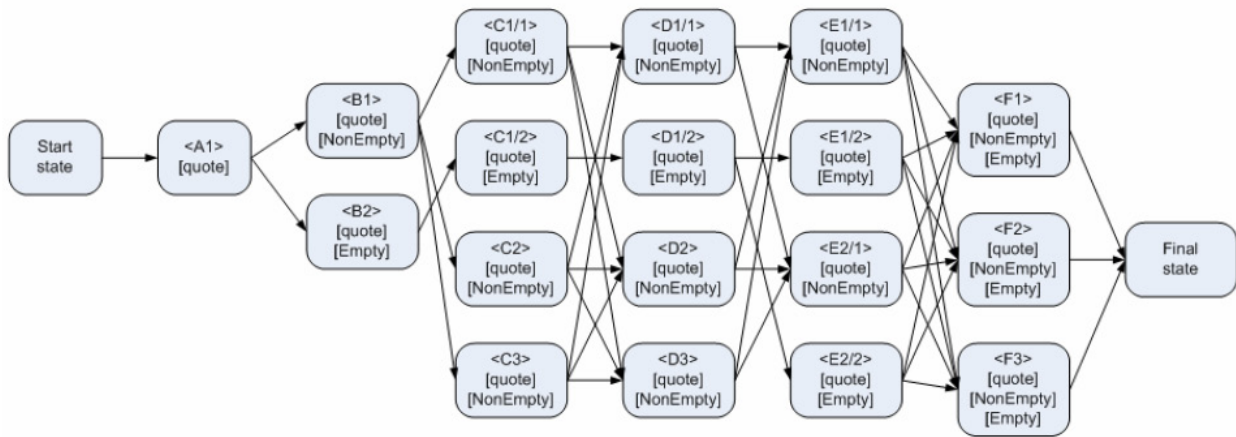 Start
state
<A1>
[quote]
<B1>
[quote]
[NonEmpty]
<B2>
[quote]
[Empty]
<C1/1>
[quote]
[NonEmpty]
<C1/2>
[quote]
[Empty]
<C2>
[quote]
[NonEmpty]
<C3>
[quote]
[NonEmpty]
<D1/1>
[quote]
[NonEmpty]
<D1/2>
[quote]
[Empty]
<D2>
[quote]
[NonEmpty]
<D3>
[quote]
[NonEmpty]
<E1/1>
[quote]
[NonEmpty]
<E1/2>
[quote]
[Empty]
<E2/1>
[quote]
[NonEmpty]
<E2/2>
[quote]
[Empty]
<F1>
[quote]
[NonEmpty]
[Empty]
<F2>
[quote]
[NonEmpty]
[Empty]
<F3>
[quote]
[NonEmpty]
[Empty]
Final
state